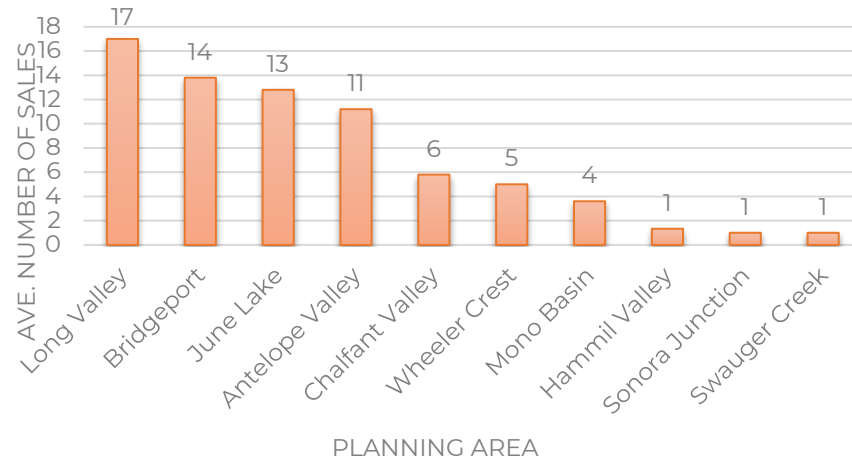 AVE. NUMBER OF SALES
18
16
14
12
10
8
6
4
2
0
17
14
13
11
6
5
4
1
1
1
Long Valley
Bridgeport
June Lake
Antelope Valley
Chalfant Valley
Wheeler Crest
Mono Basin
Hammil Valley
Sonora Junction
Swauger Creek
PLANNING AREA